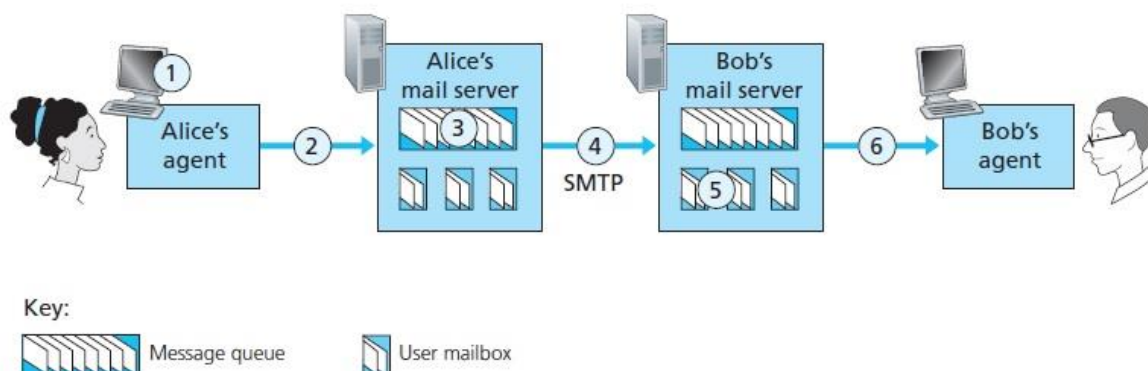 1
Alice's
agent
2
Alice's
mail server
3
4
SMTP
Bob's
mail server
5
6
Bob's
agent
Key:
Message queue
User mailbox